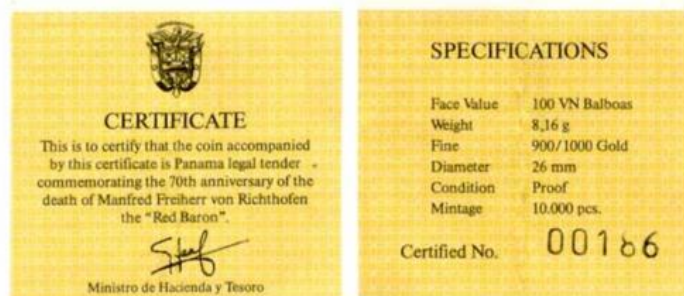 CERTIFICATE
This is to certify that the coin accompanied
by this certificate is Panama legal tender
commemorating the 70th anniversary of the
death of Manfred Freiherr von Richthofen
the "Red Baron".
Ministro de Hacienda y Tesoro
SPECIFICATIONS
Face Value 100 VN Balboas
Weight 8,16 g
Fine 900/1000 Gold
Diameter 26 mm
Condition Proof
Mintage 10.000 pcs.
Certified No. 00186